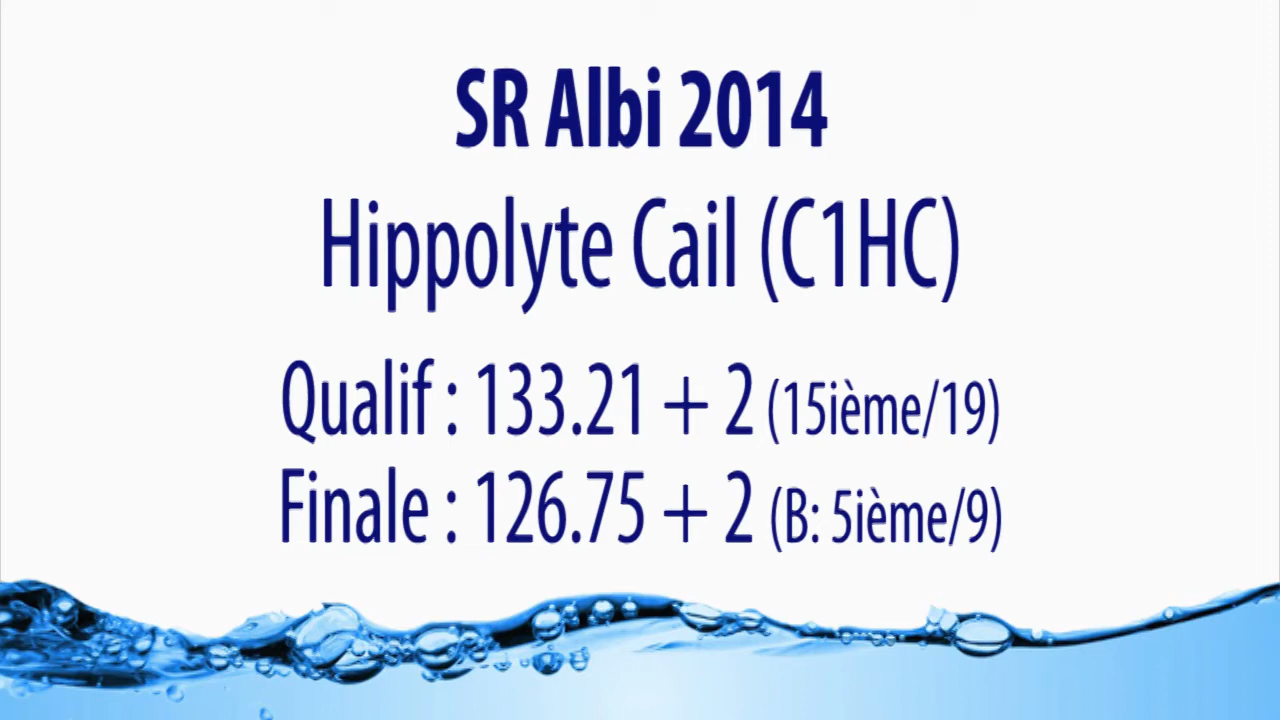 SR Albi 2014
Hippolyte Cail (C1HC)
Qualif : 133.21 + 2 (15ième/19)
Finale : 126.75 + 2 (B: 5ième/9)